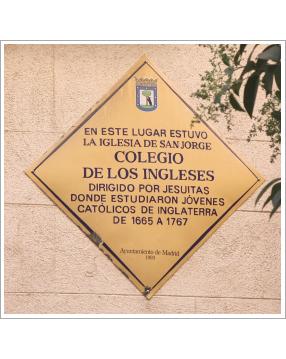 EN ESTE LUGAR ESTUVO
LA IGLESIA DE SAN JORGE
COLEGIO
DE LOS INGLESES
DIRIGIDO POR JESUITAS
DONDE ESTUDIARON JÓVENES
CATÓLICOS DE INGLATERRA
DE 1665 A 1767
Ayuntamiento de Madrid